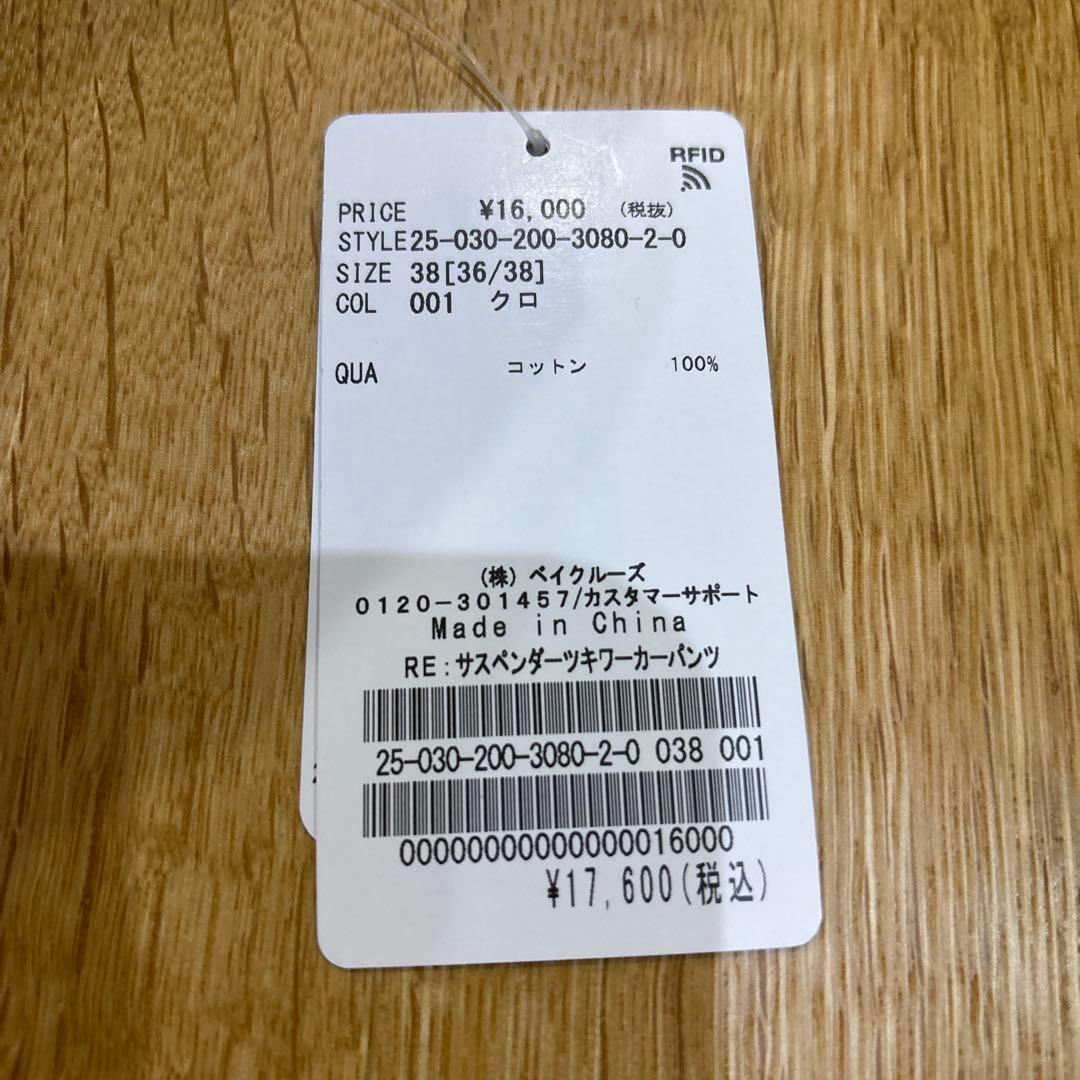 RFID
PRICE ¥16,000 (税抜)
STYLE 25-030-200-3080-2-0
SIZE 38[36/38]
COL 001 クロ
QUA コットン 100%
(株) ベイクルーズ
0120-301457/カスタマーサポート
Made in China
RE:サスペンダーツキワーカーパンツ
25-030-200-3080-2-0 038 001
00000000000000016000
¥17,600(税込)